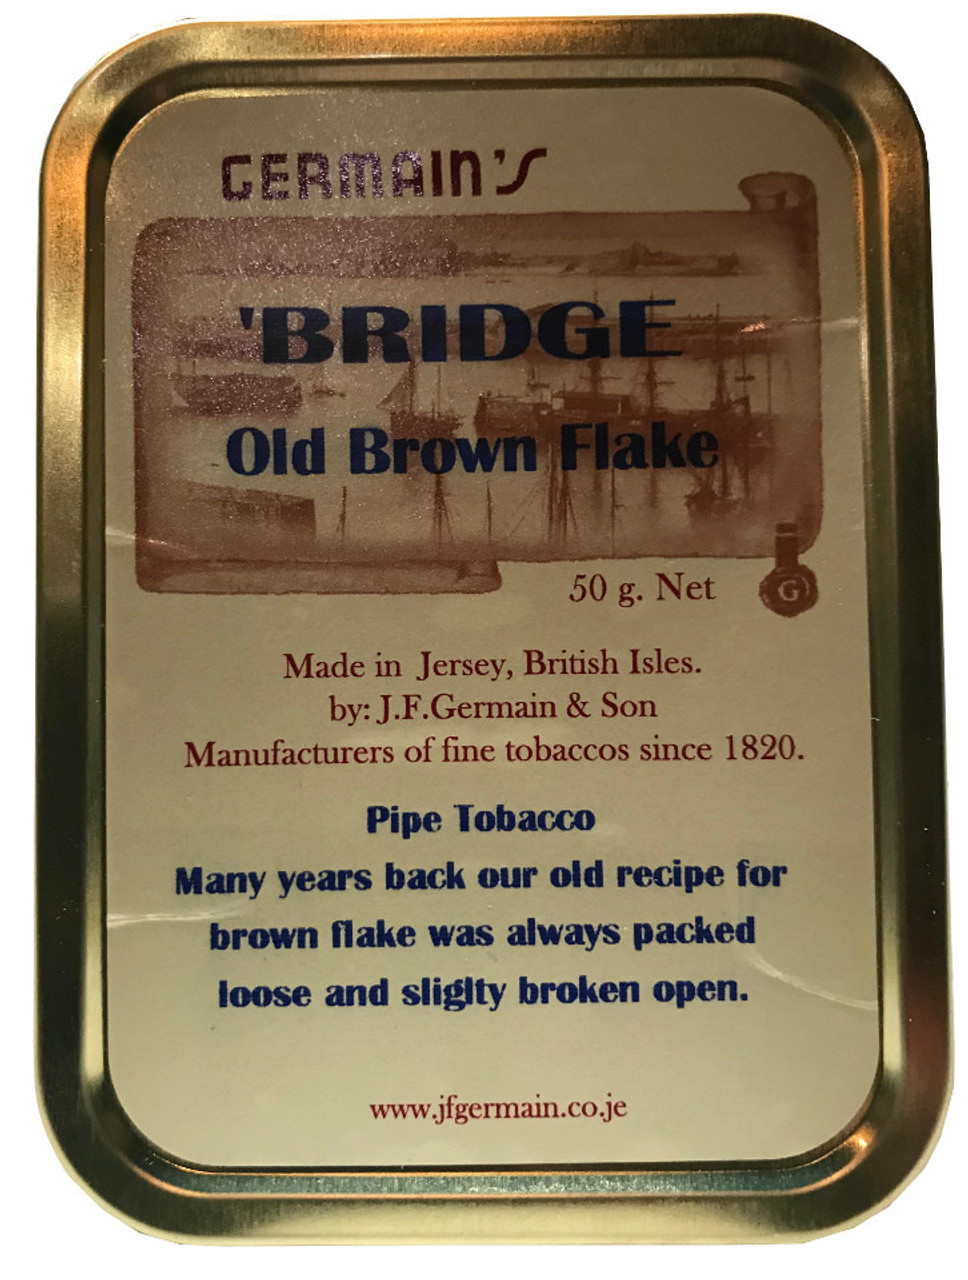 GERMAIN'S
'BRIDGE
Old Brown Flake
50 g. Net
G
Made in Jersey, British Isles.
by: J.F.Germain & Son
Manufacturers of fine tobaccos since 1820.
Pipe Tobacco
Many years back our old recipe for
brown flake was always packed
loose and sliglty broken open.
www.jfgermain.co.je